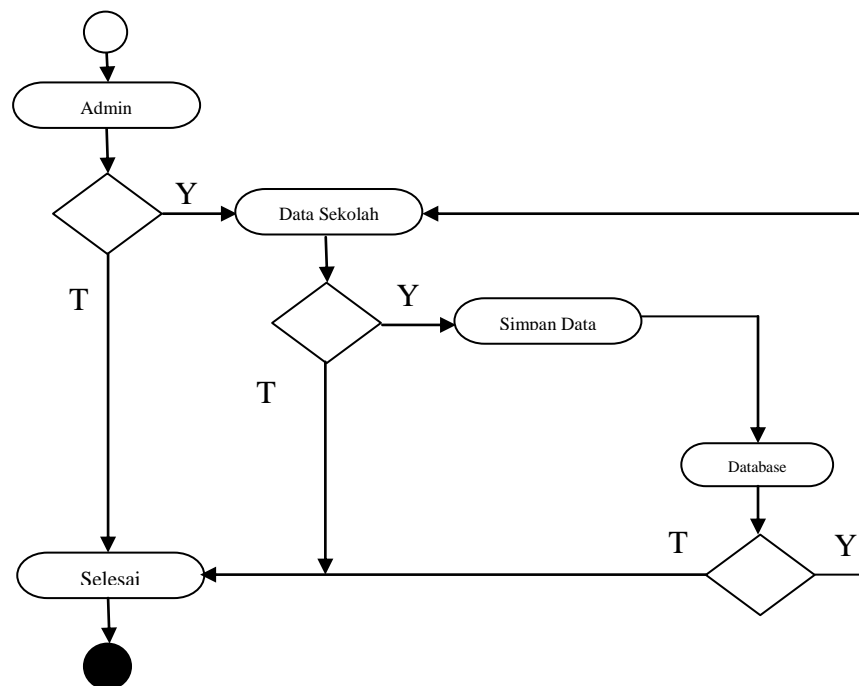 Admin
Y
Data Sekolah
T
Y
Simpan Data
T
Database
T
Y
Selesai